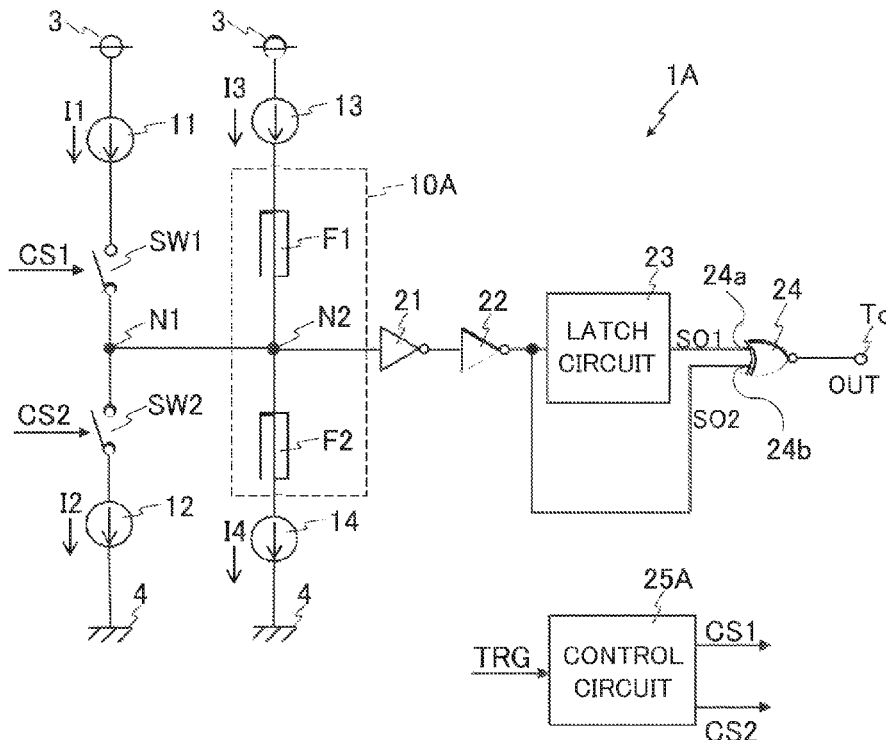 3
3
1A
I1
11
I3
13
10A
CS1
SW1
F1
N1
N2
21
22
23
LATCH
CIRCUIT
24a
24
SO1
OUT
SO2
24b
CS2
SW2
F2
I2
12
I4
14
4
4
25A
TRG
CONTROL
CIRCUIT
CS1
CS2